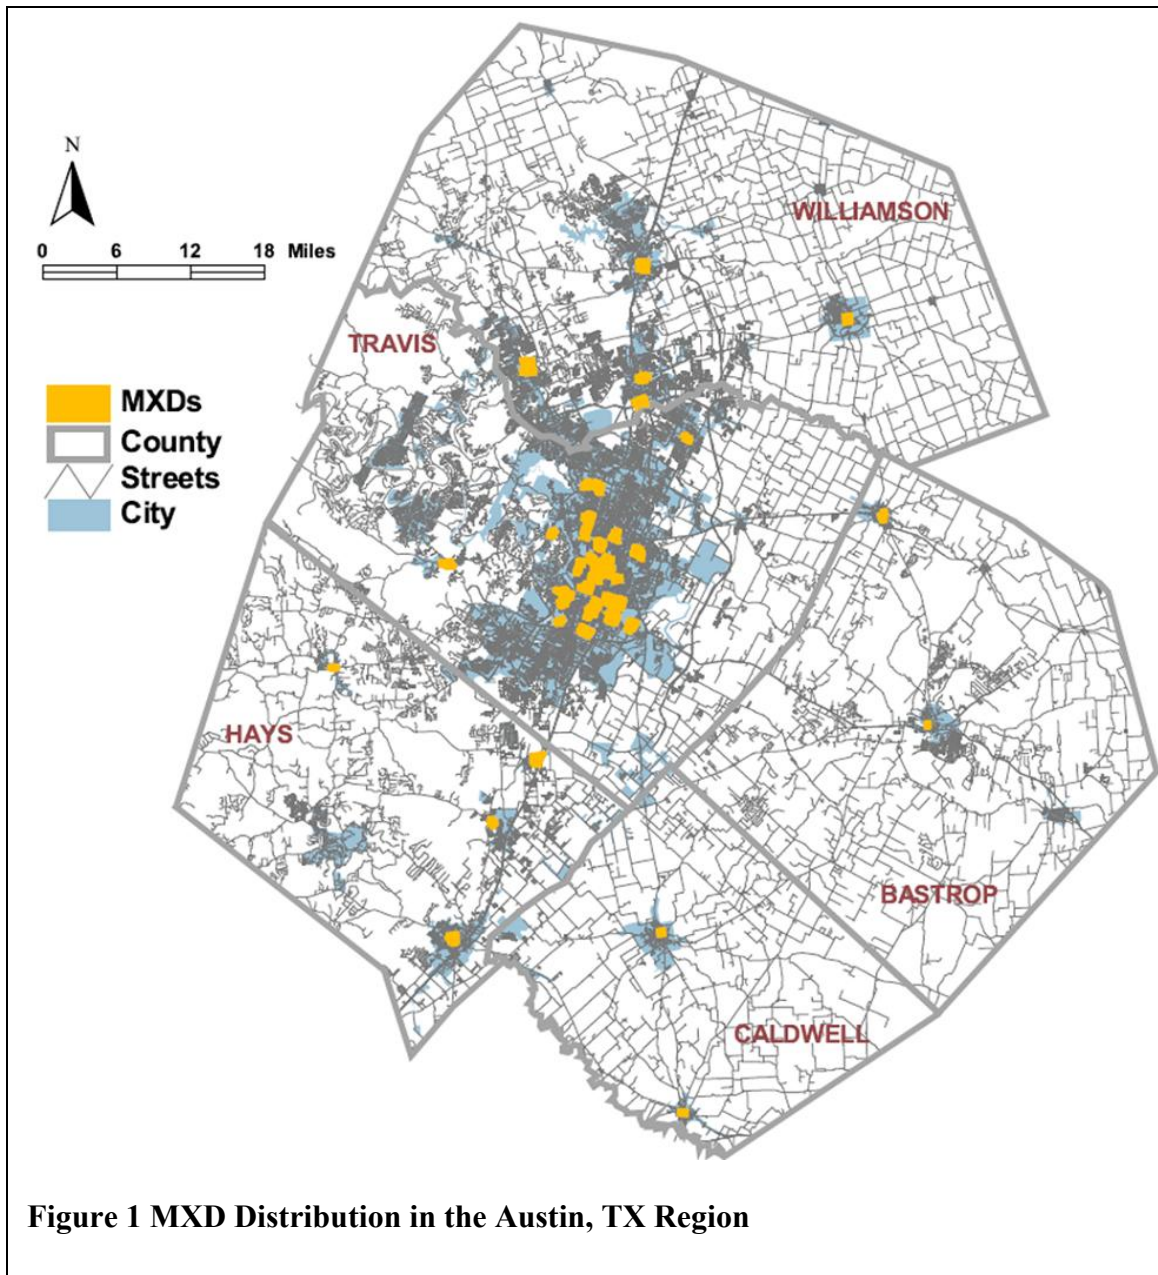 N
0 6 12 18 Miles
MXDs
County
Streets
City
WILLIAMSON
TRAVIS
HAYS
BASTROP
CALDWELL
Figure 1 MXD Distribution in the Austin, TX Region